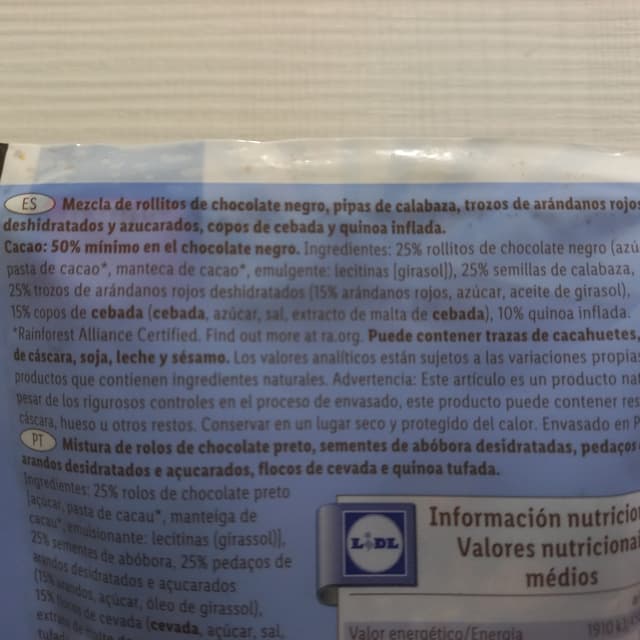 ES Mezcla de rollitos de chocolate negro, pipas de calabaza, trozos de arándanos rojos
deshidratados y azucarados, copos de cebada y quinoa inflada.
Cacao: 50% mínimo en el chocolate negro. Ingredientes: 25% rollitos de chocolate negro (azú
pasta de cacao*, manteca de cacao*, emulgente: lecitinas [girasol]), 25% semillas de calabaza,
25% trozos de arándanos rojos deshidratados (15% arándanos rojos, azúcar, aceite de girasol),
15% copos de cebada (cebada, azúcar, sal, extracto de malta de cebada), 10% quinoa inflada.
*Rainforest Alliance Certified. Find out more at ra.org. Puede contener trazas de cacahuetes,
de cáscara, soja, leche y sésamo. Los valores analíticos están sujetos a las variaciones propias
productos que contienen ingredientes naturales. Advertencia: Este artículo es un producto nat
pesar de los rigurosos controles en el proceso de envasado, este producto puede contener res
cáscara, hueso u otros restos. Conservar en un lugar seco y protegido del calor. Envasado en
PT Mistura de rolos de chocolate preto, sementes de abóbora desidratadas, pedaços
arandos desidratados e açucarados, flocos de cevada e quinoa tufada.
Ingredientes: 25% rolos de chocolate preto
[açúcar, pasta de cacau*, manteiga de
cacau*, emulsionante: lecitinas (girassol)],
25% sementes de abóbora, 25% pedaços de
arandos desidratados e açucarados
(15% arandos, açúcar, óleo de girassol),
15% flocos de cevada (cevada, açúcar, sal,
LIDL
Información nutricio
Valores nutricionai
médios
Valor energético/Energia 1910 kJ